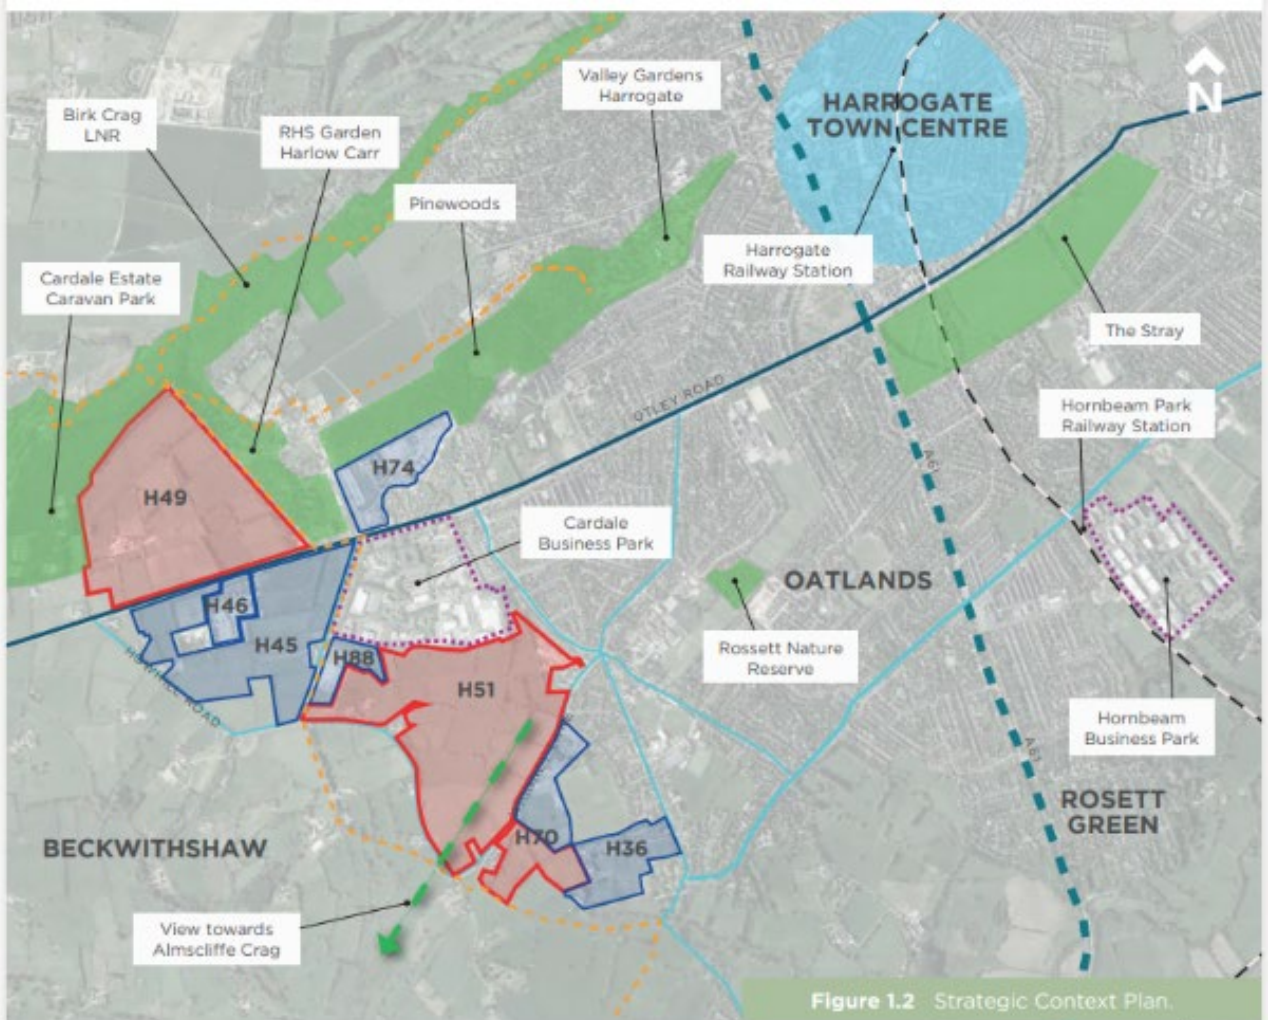 Valley Gardens
Harrogate
N
HARROGATE
TOWN CENTRE
Birk Crag
LNR
RHS Garden
Harlow Carr
Pinewoods
Harrogate
Railway Station
Cardale Estate
Caravan Park
The Stray
OTLEY ROAD
Hornbeam Park
Railway Station
H74
A61
H49
Cardale
Business Park
OATLANDS
H46
H45
H88
Rossett Nature
Reserve
H51
HOWHILL ROAD
Hornbeam
Business Park
A61
ROSETT
GREEN
BECKWITHSHAW
H70
H36
View towards
Almscliffe Crag
Figure 1.2 Strategic Context Plan.